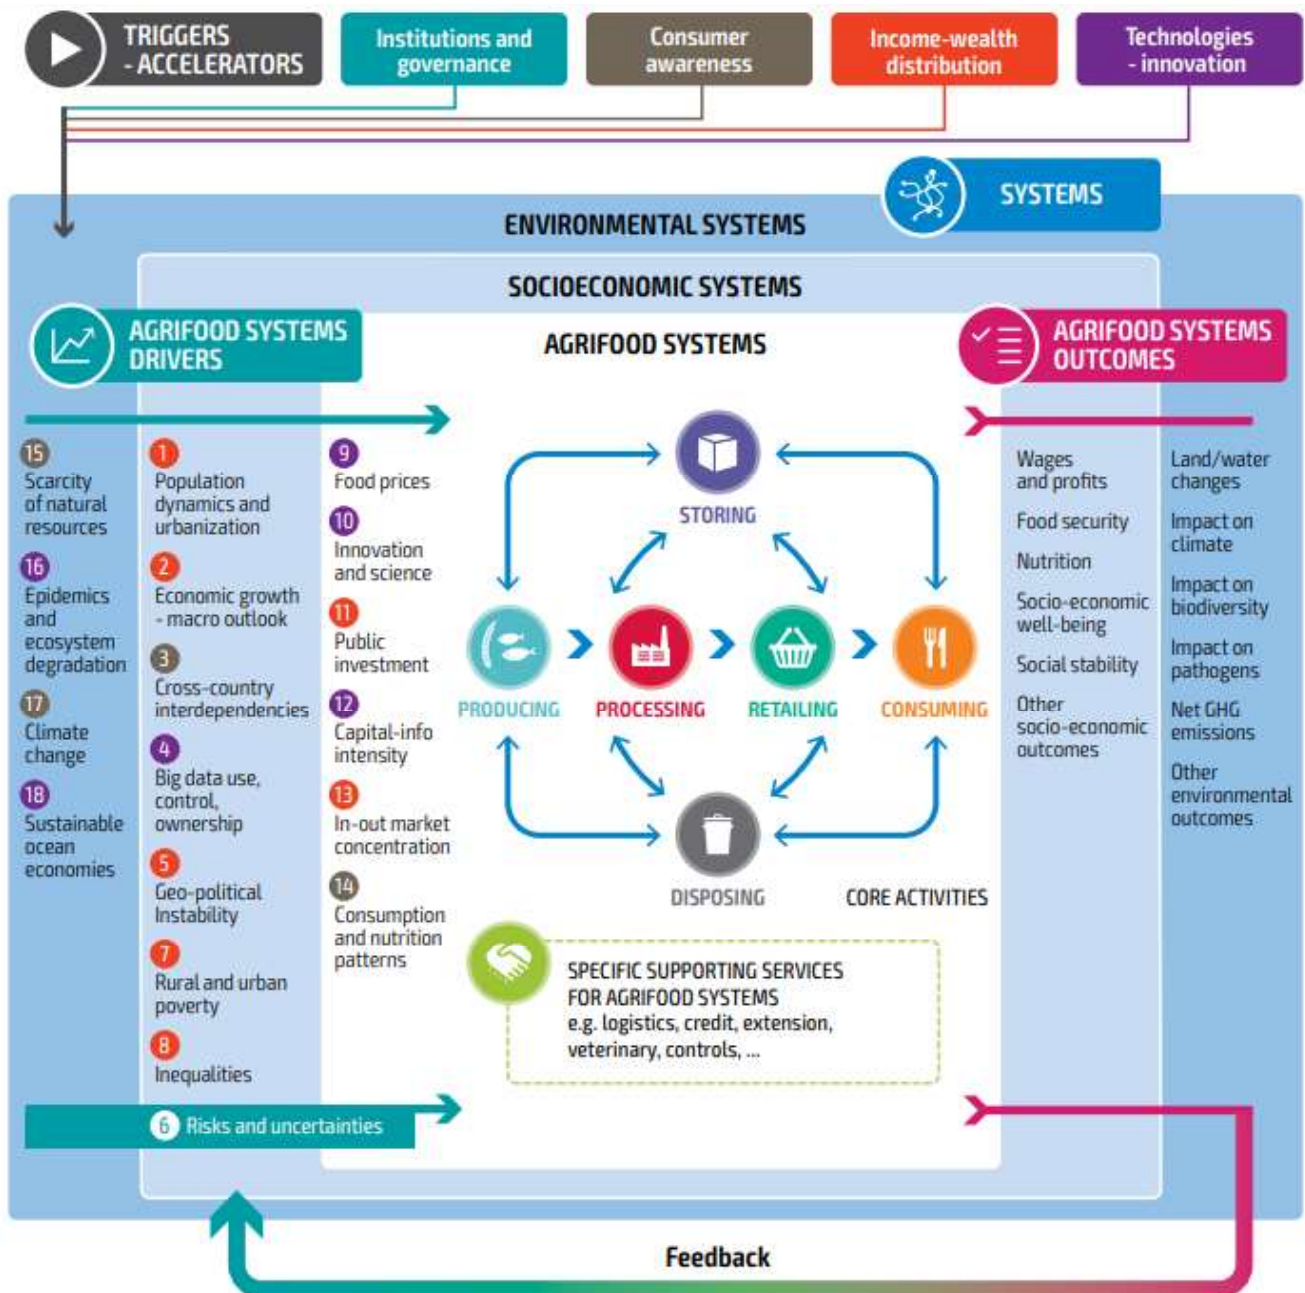 TRIGGERS
- ACCELERATORS
Institutions and
governance
Consumer
awareness
Income-wealth
distribution
Technologies
- innovation
SYSTEMS
ENVIRONMENTAL SYSTEMS
SOCIOECONOMIC SYSTEMS
AGRIFOOD SYSTEMS
AGRIFOOD SYSTEMS
DRIVERS
AGRIFOOD SYSTEMS
OUTCOMES
15
Scarcity
of natural
resources
16
Epidemics
and
ecosystem
degradation
17
Climate
change
18
Sustainable
ocean
economies
1
Population
dynamics and
urbanization
2
Economic growth
- macro outlook
3
Cross-country
interdependencies
4
Big data use,
control,
ownership
5
Geo-political
Instability
7
Rural and urban
poverty
8
Inequalities
6 Risks and uncertainties
9
Food prices
10
Innovation
and science
11
Public
investment
12
Capital-info
intensity
13
In-out market
concentration
14
Consumption
and nutrition
patterns
STORING
PRODUCING
PROCESSING
RETAILING
CONSUMING
DISPOSING
CORE ACTIVITIES
SPECIFIC SUPPORTING SERVICES
FOR AGRIFOOD SYSTEMS
e.g. logistics, credit, extension,
veterinary, controls, ...
Wages
and profits
Food security
Nutrition
Socio-economic
well-being
Social stability
Other
socio-economic
outcomes
Land/water
changes
Impact on
climate
Impact on
biodiversity
Impact on
pathogens
Net GHG
emissions
Other
environmental
outcomes
Feedback